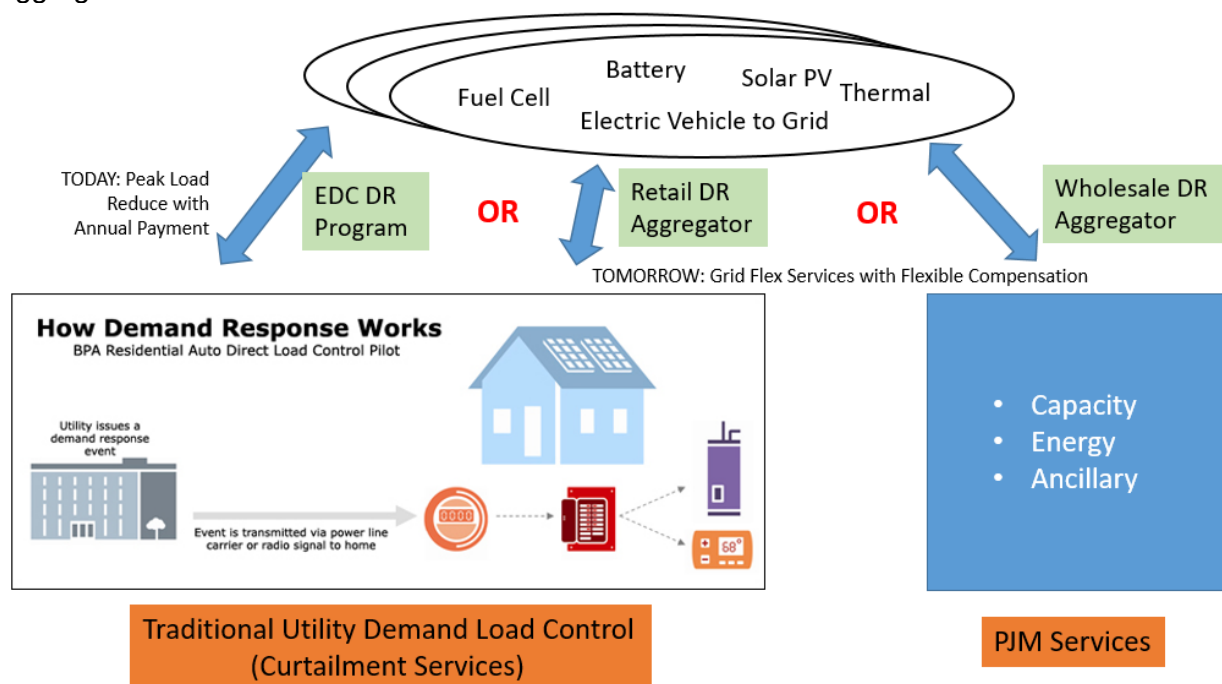 Battery
Solar PV
Fuel Cell
Thermal
Electric Vehicle to Grid
TODAY: Peak Load
Reduce with
Annual Payment
EDC DR
Program
OR
Retail DR
Aggregator
OR
Wholesale DR
Aggregator
TOMORROW: Grid Flex Services with Flexible Compensation
How Demand Response Works
BPA Residential Auto Direct Load Control Pilot
Utility issues a
demand response
event
Event is transmitted via power line
carrier or radio signal to home
0000
68°
• Capacity
• Energy
• Ancillary
Traditional Utility Demand Load Control
(Curtailment Services)
PJM Services